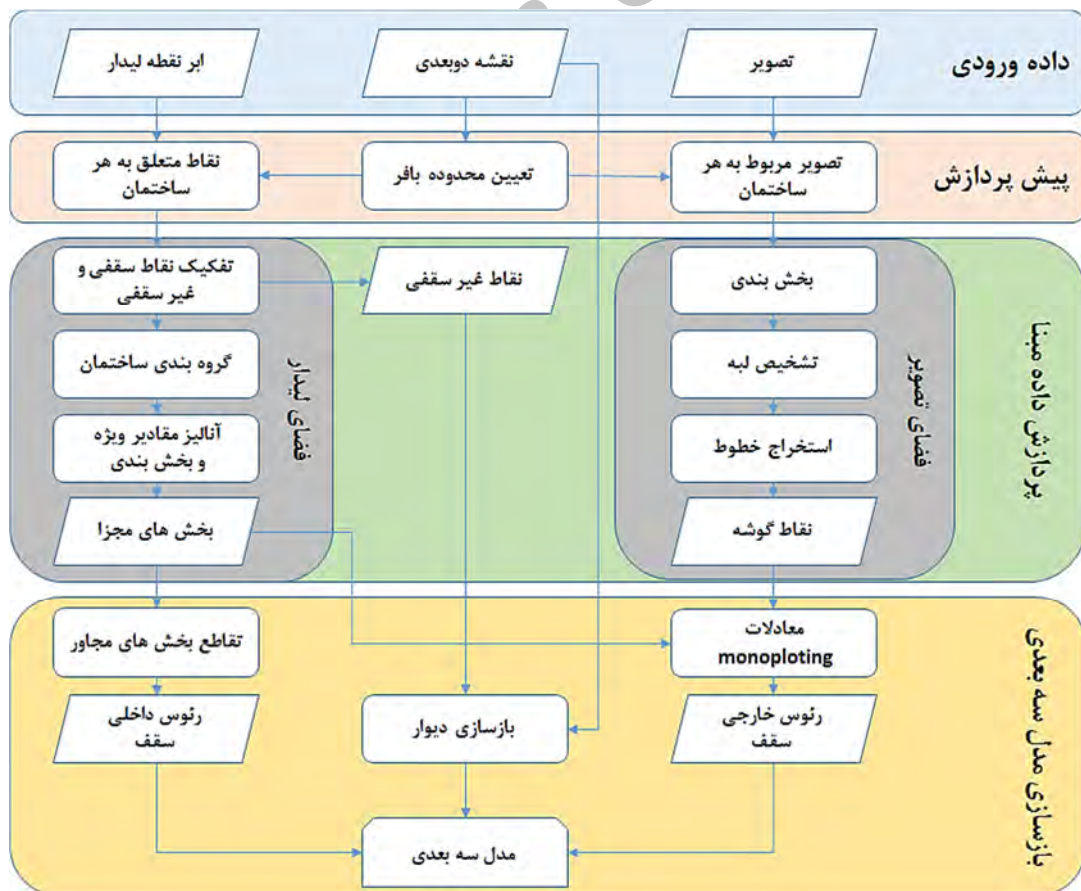 داده ورودی
تصویر
نقشه دوبعدی
ابر نقطه لیدار
پیش پردازش
تصویر مربوط به هر
ساختمان
تعیین محدوده بافر
نقاط متعلق به هر
ساختمان
پردازش داده مبنا
فضای تصویر
بخش بندی
تشخیص لبه
استخراج خطوط
نقاط گوشه
نقاط غیر سقفی
فضای لیدار
تفکیک نقاط سقفی و
غیر سقفی
گروه بندی ساختمان
آنالیز مقادیر ویژه
و بخش بندی
بخش های مجزا
بازسازی مدل سه بعدی
معادلات
monoploting
رئوس خارجی
سقف
بازسازی دیوار
تقاطع بخش های مجاور
رئوس داخلی
سقف
مدل سه بعدی